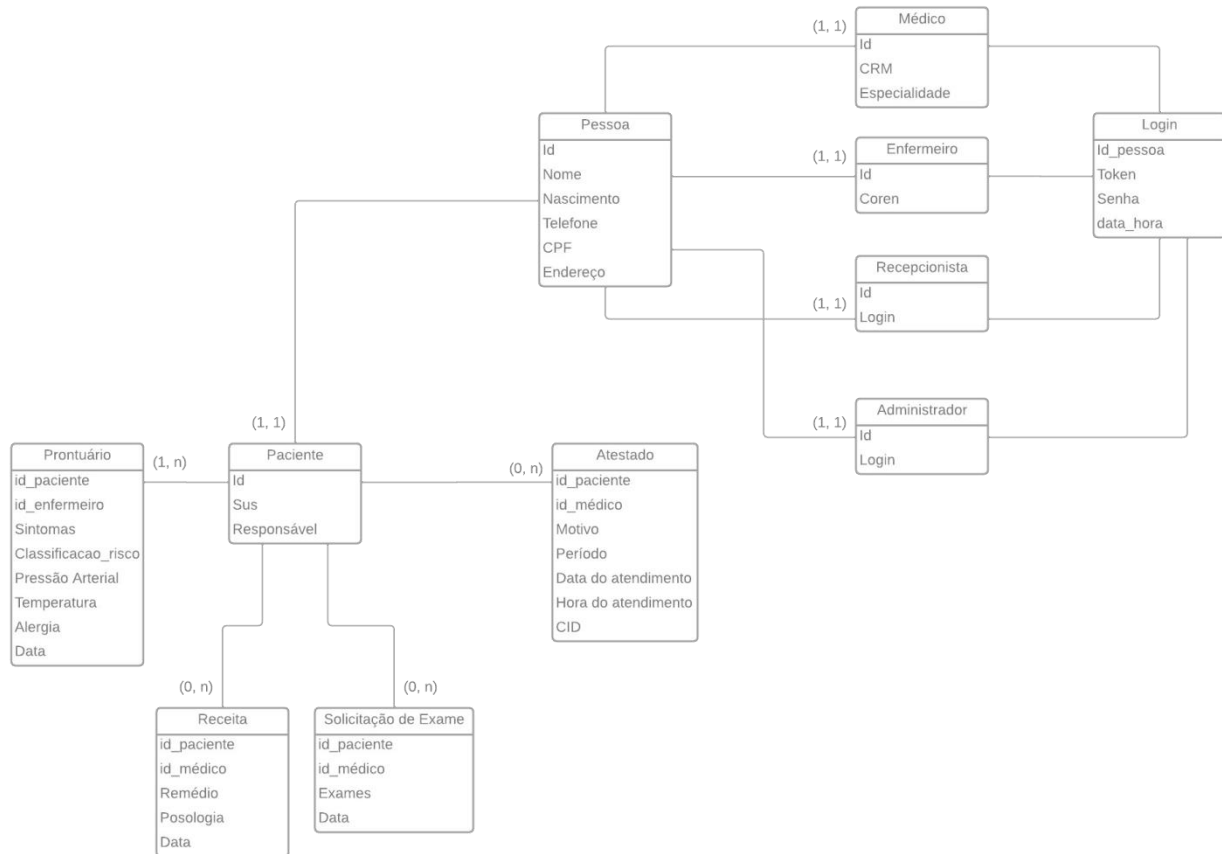 Médico
(1, 1)
Id
CRM
Especialidade
Pessoa
Id
Nome
Nascimento
Telefone
CPF
Endereço
Enfermeiro
(1, 1)
Id
Coren
Login
Id_pessoa
Token
Senha
data_hora
Recepcionista
(1, 1)
Id
Login
Administrador
(1, 1)
Id
Login
(1, 1)
Prontuário
(1, n)
id_paciente
id_enfermeiro
Sintomas
Classificacao_risco
Pressão Arterial
Temperatura
Alergia
Data
Paciente
Id
Sus
Responsável
(0, n)
Atestado
id_paciente
id_médico
Motivo
Período
Data do atendimento
Hora do atendimento
CID
(0, n)
Receita
id_paciente
id_médico
Remédio
Posologia
Data
(0, n)
Solicitação de Exame
id_paciente
id_médico
Exames
Data